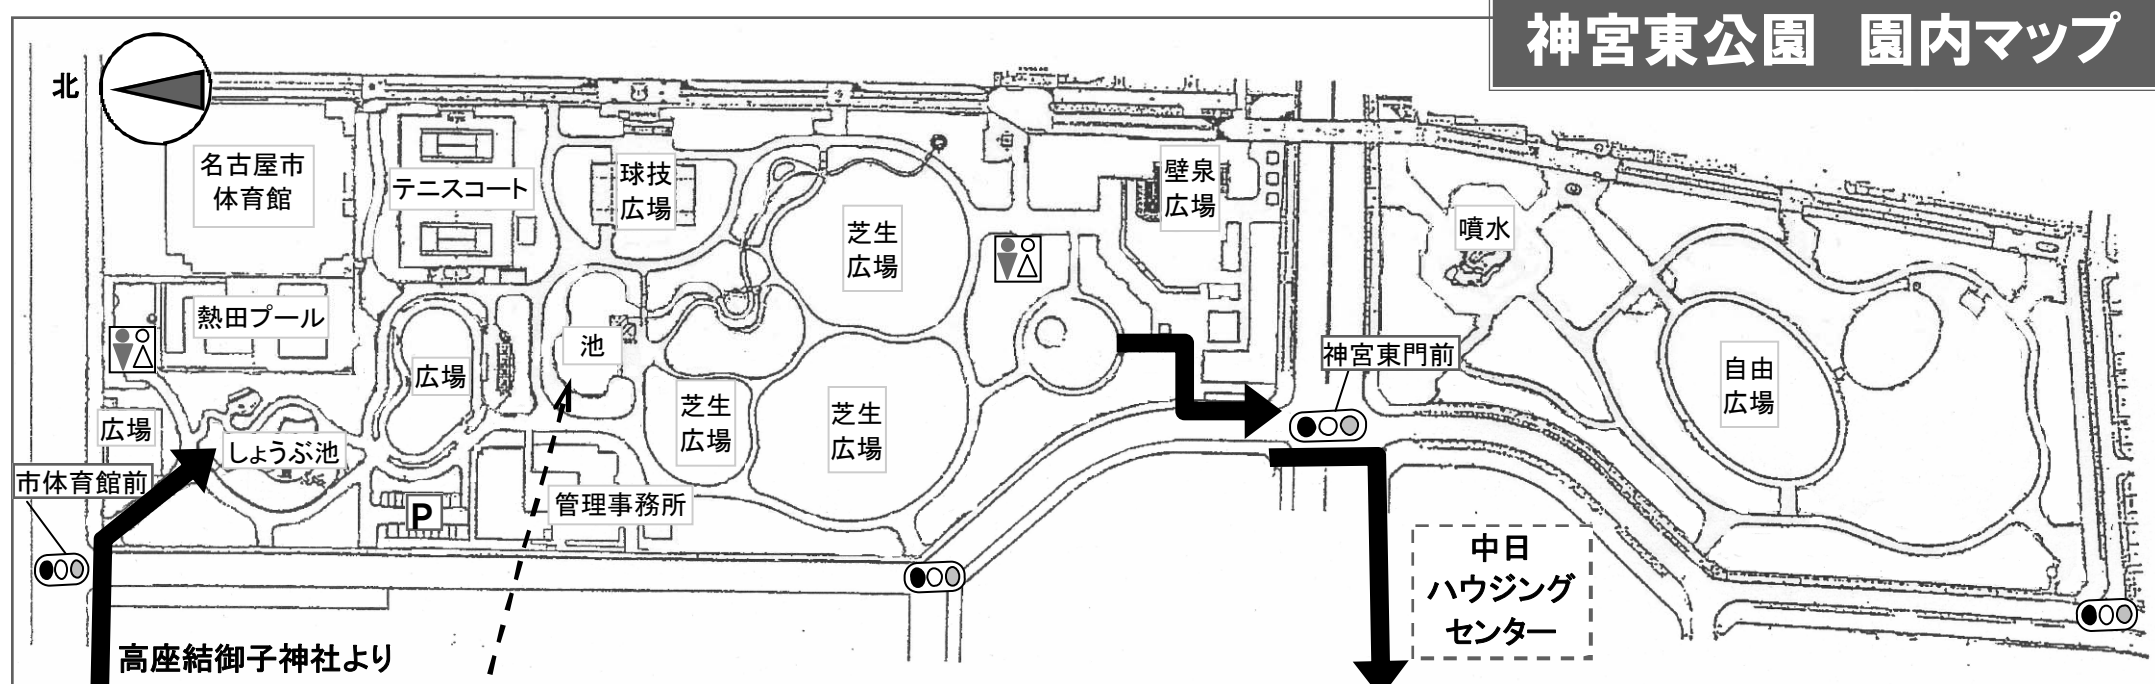 神宮東公園　園内マップ
北
名古屋市
体育館
テニスコート
球技
広場
芝生
広場
壁泉
広場
噴水
熱田プール
池
広場
神宮東門前
自由
広場
広場
しょうぶ池
芝生
広場
芝生
広場
市体育館前
P
管理事務所
中日
ハウジング
センター
高座結御子神社より